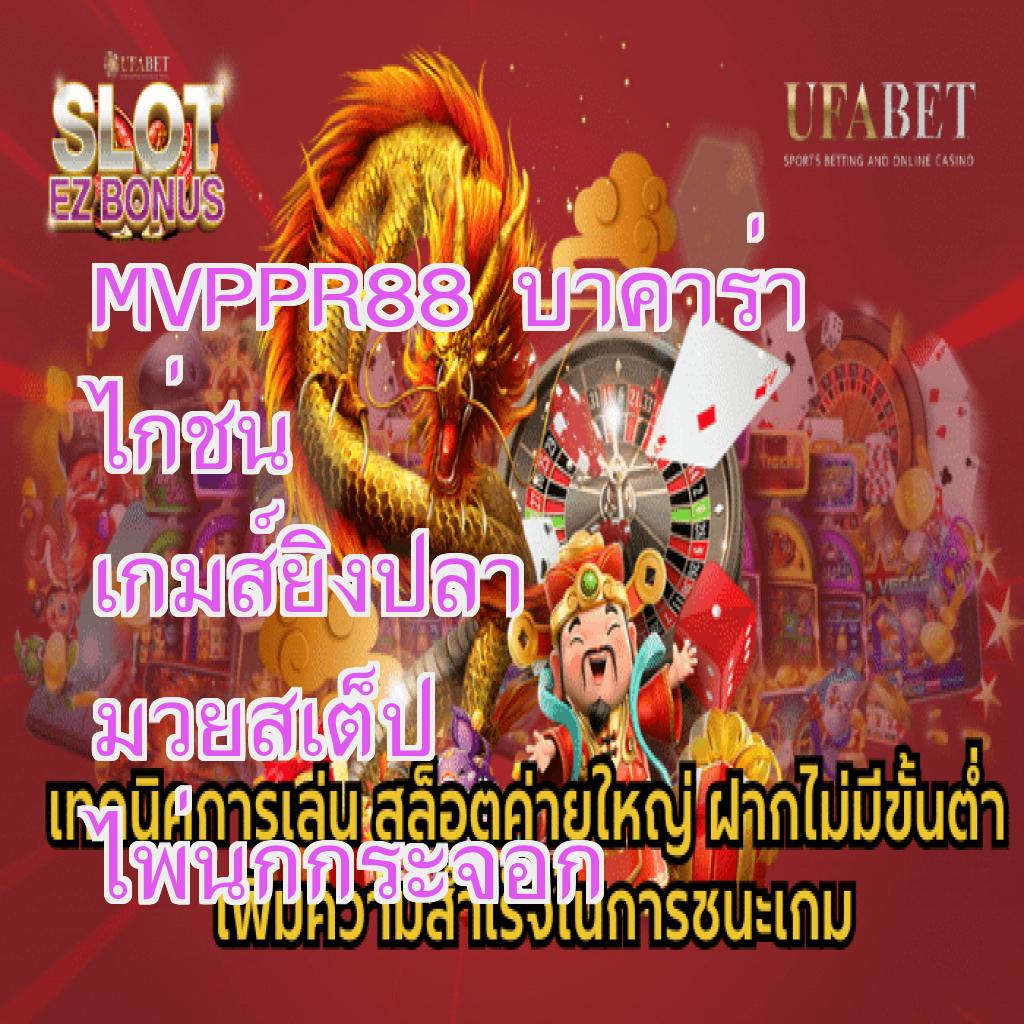 UFABET
SLOT
EZ BONUS
UFABET
SPORTS BETTING AND ONLINE CASINO
MVPPR88 บาคาร่า
ไก่ชน
เกมส์ยิงปลา
มวยสเต็ป
เทคนิคการเล่น สล็อตค่ายใหญ่ ฝากไม่มีขั้นต่ำ
ไพ่นกกระจอก
เพิ่มความสำเร็จในการชนะเกม